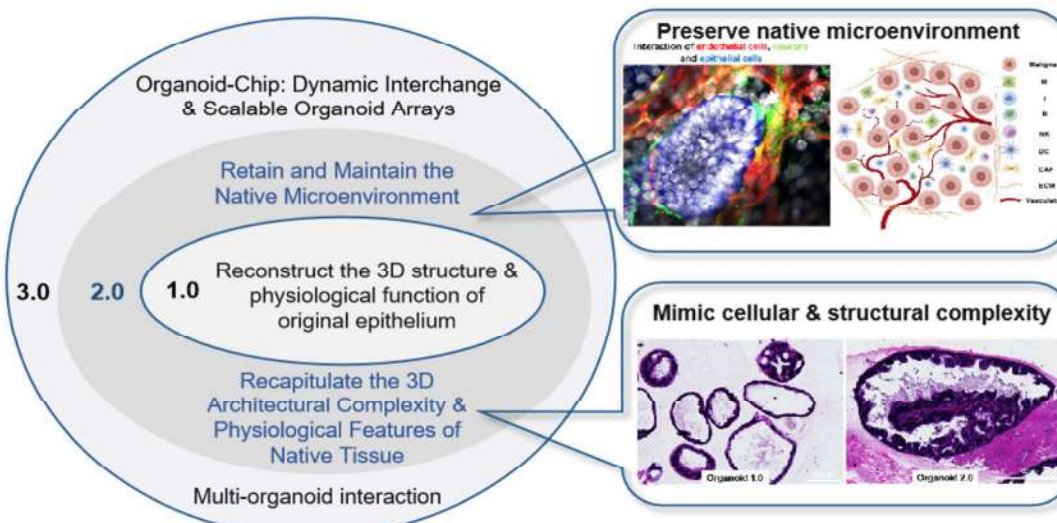 Organoid-Chip: Dynamic Interchange
& Scalable Organoid Arrays
Retain and Maintain the
Native Microenvironment
3.0
2.0
1.0
Reconstruct the 3D structure &
physiological function of
original epithelium
Recapitulate the 3D
Architectural Complexity &
Physiological Features of
Native Tissue
Multi-organoid interaction
Preserve native microenvironment
Interaction of endothelial cells, neurons
and epithelial cells
M
T
B
NK
DC
CAF
ECM
Mimic cellular & structural complexity
Organoid 1.0
Organoid 2.0